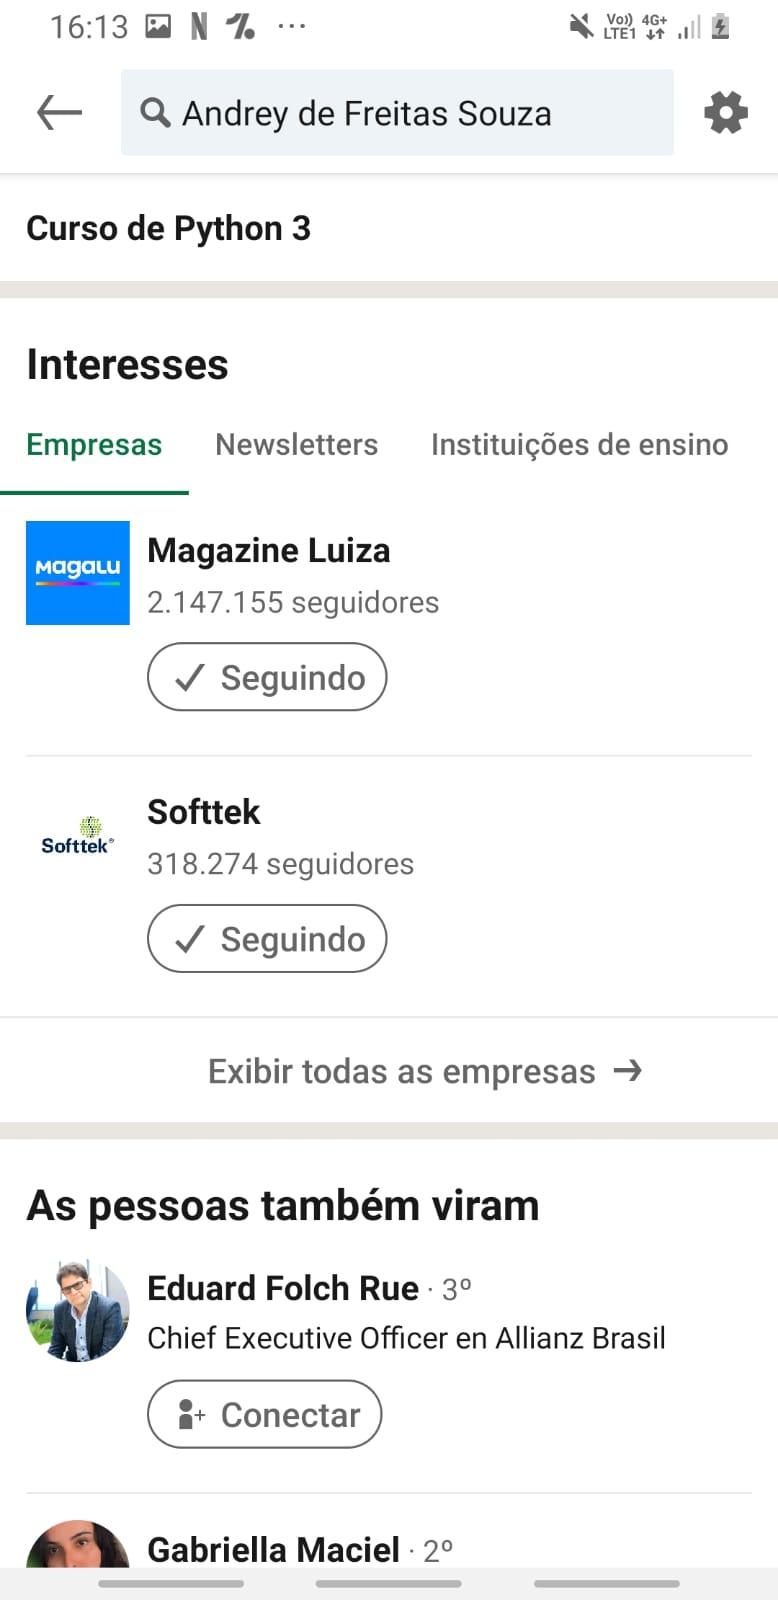 16:13 N ...
Vo)) 4G+
LTE1
Andrey de Freitas Souza
Curso de Python 3
Interesses
Empresas Newsletters Instituições de ensino
Magalu
Magazine Luiza
2.147.155 seguidores
Seguindo
Softtek
Softtek
318.274 seguidores
Seguindo
Exibir todas as empresas →
As pessoas também viram
Eduard Folch Rue · 3º
Chief Executive Officer en Allianz Brasil
Conectar
Gabriella Maciel · 2º